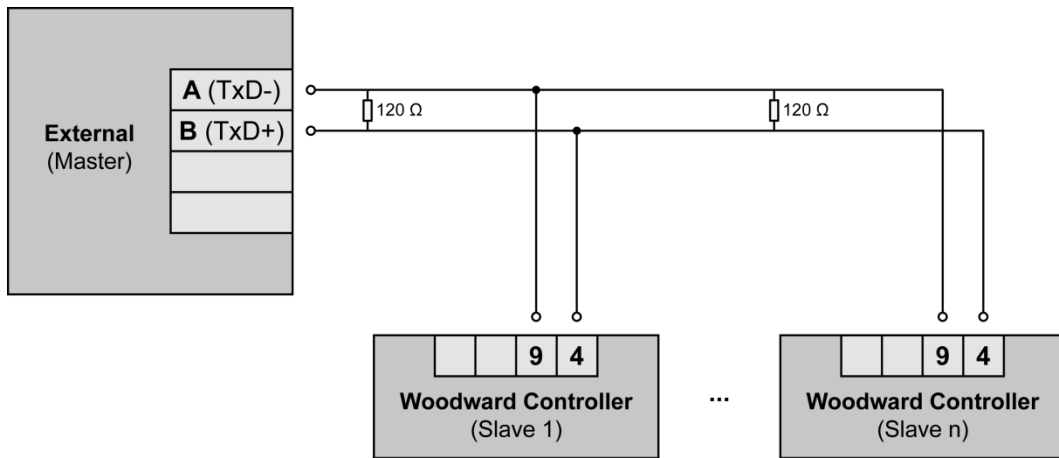 A (TxD-)
120 Ω
120 Ω
External
(Master)
B (TxD+)
9 4
9 4
Woodward Controller
(Slave 1)
...
Woodward Controller
(Slave n)